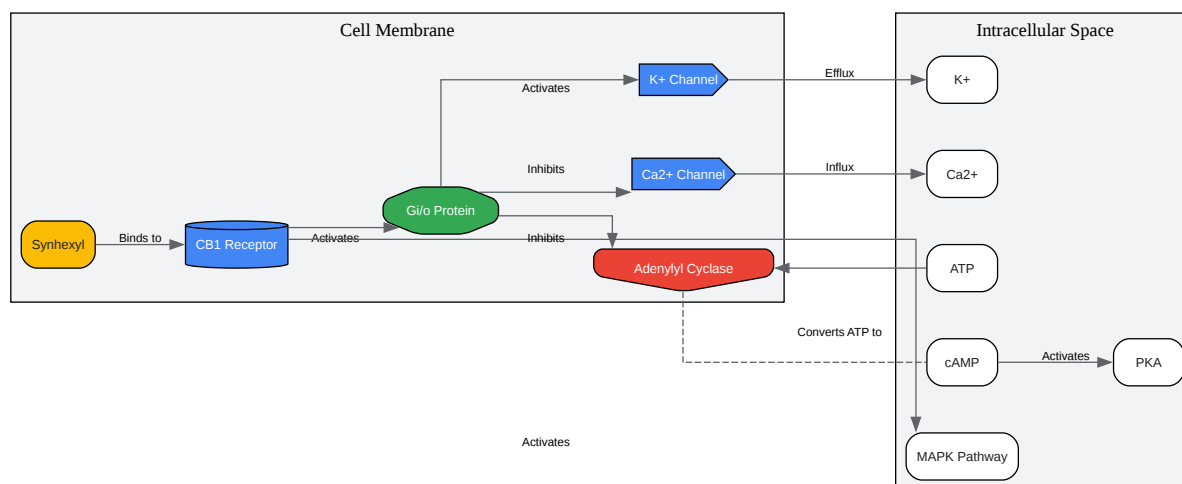 Cell Membrane
Intracellular Space
K+ Channel
Efflux
K+
Activates
Inhibits
Ca2+ Channel
Influx
Ca2+
Gi/o Protein
Synhexyl
Binds to
CB1 Receptor
Activates
Inhibits
Adenylyl Cyclase
ATP
Converts ATP to
cAMP
Activates
PKA
Activates
MAPK Pathway